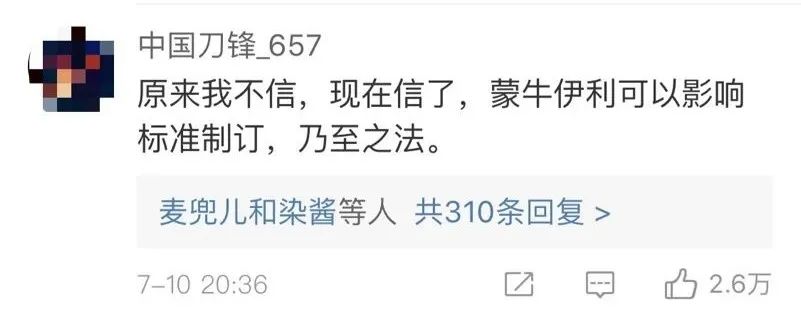 中国刀锋_657
原来我不信，现在信了，蒙牛伊利可以影响
标准制订，乃至之法。
麦兜儿和染酱等人 共310条回复 >
7-10 20:36 2.6万